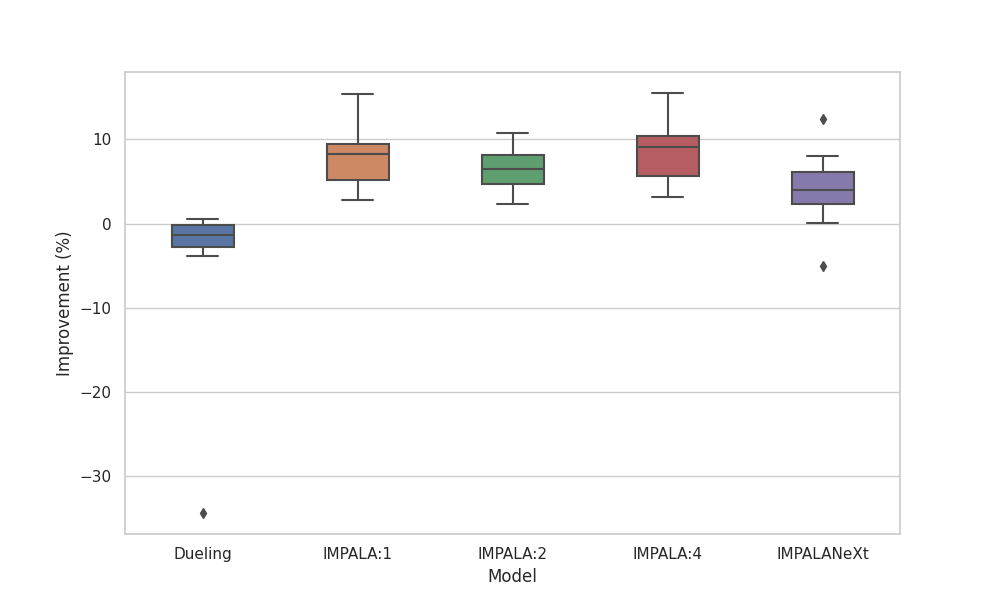 10
0
−10
−20
−30
Improvement (%)
Dueling
IMPALA:1
IMPALA:2
IMPALA:4
IMPALANeXt
Model